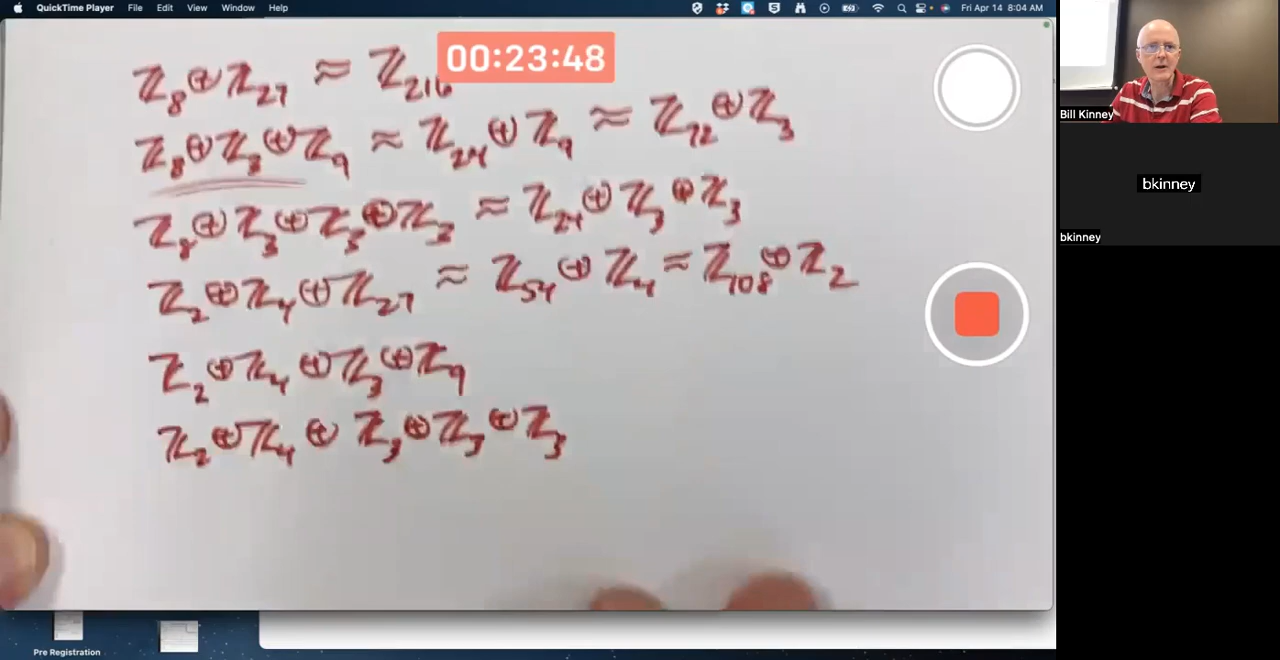 QuickTime Player File Edit View Window Help Fri Apr 14 8:04 AM
00:23:48
ℤ₈⊕ℤ₂₇ ≈ ℤ₂₁₆
ℤ₈⊕ℤ₃⊕ℤ₉ ≈ ℤ₂₄⊕ℤ₉ ≈ ℤ₇₂⊕ℤ₃
ℤ₈⊕ℤ₃⊕ℤ₃⊕ℤ₃ ≈ ℤ₂₄⊕ℤ₃⊕ℤ₃
ℤ₂⊕ℤ₄⊕ℤ₂₇ ≈ ℤ₅₄⊕ℤ₄ ≈ ℤ₁₀₈⊕ℤ₂
ℤ₂⊕ℤ₄⊕ℤ₃⊕ℤ₉
ℤ₂⊕ℤ₄⊕ℤ₃⊕ℤ₃⊕ℤ₃
Pre Registration
Bill Kinney
bkinney
bkinney